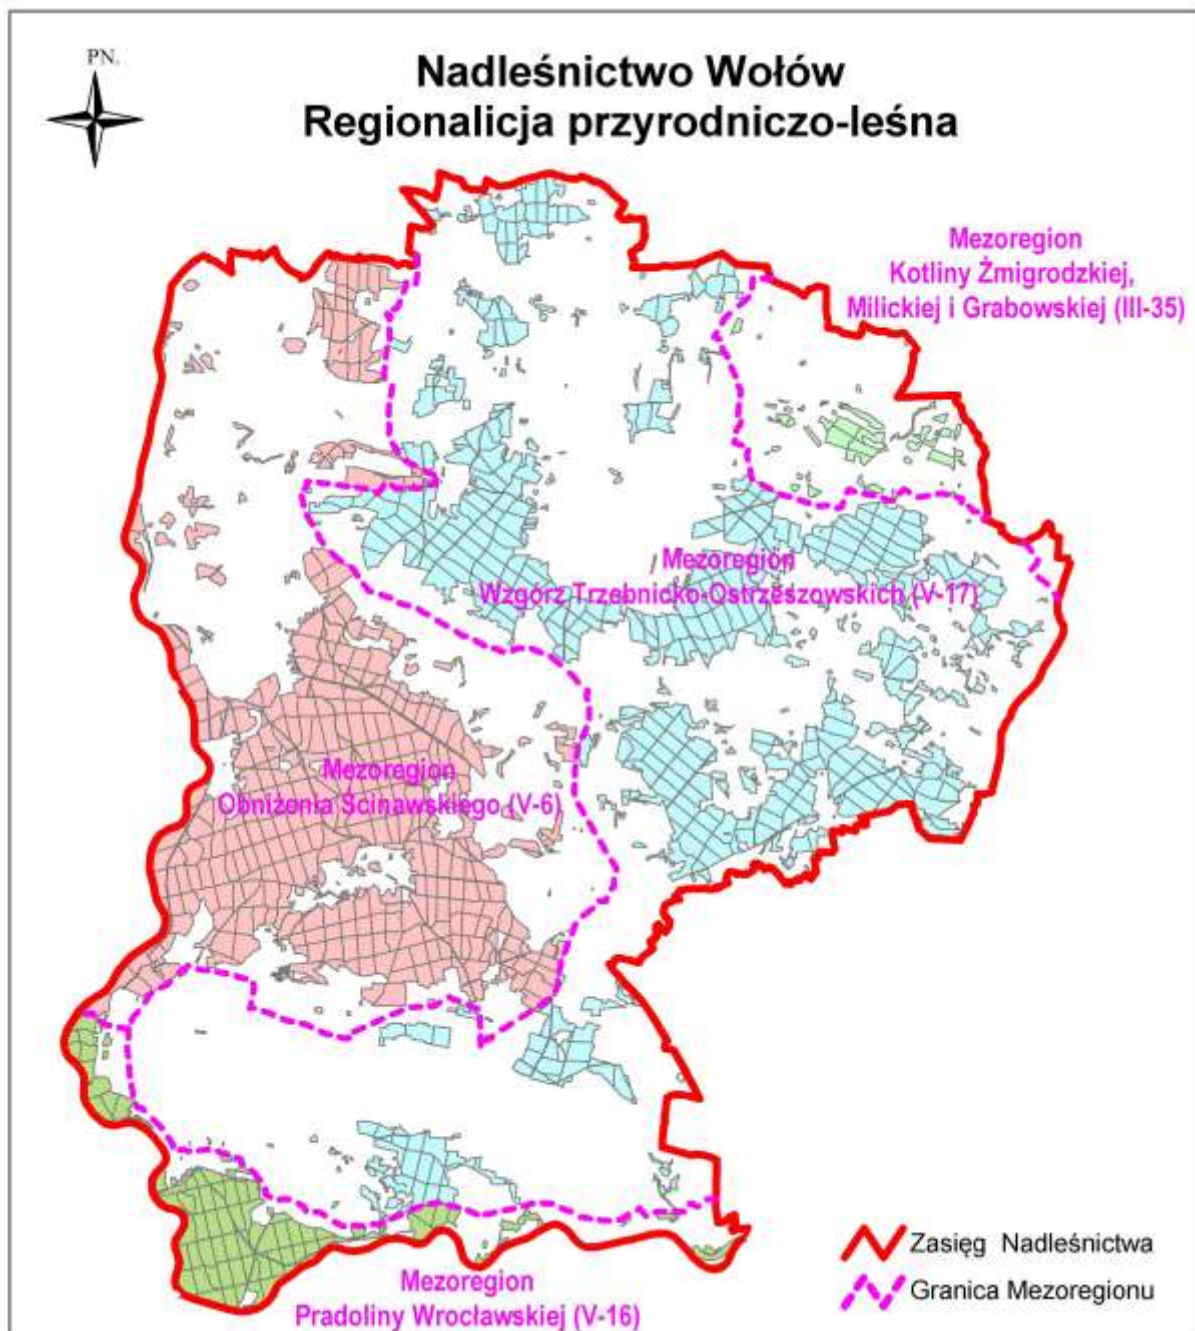 PN.
Nadleśnictwo Wołów
Regionalicja przyrodniczo-leśna
Mezoregion
Kotliny Żmigrodzkiej,
Milickiej i Grabowskiej (III-35)
Mezoregion
Wzgórz Trzebnicko-Ostrzeszowskich (V-17)
Mezoregion
Obniżenia Ścinawskiego (V-6)
Zasięg Nadleśnictwa
Granica Mezoregionu
Mezoregion
Pradoliny Wrocławskiej (V-16)